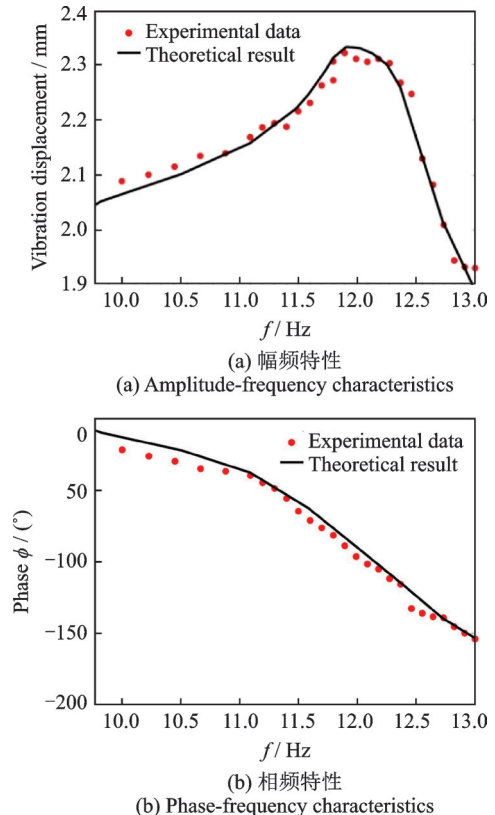 Vibration displacement / mm
2.4
2.3
2.2
2.1
2.0
1.9
Experimental data
Theoretical result
10.0 10.5 11.0 11.5 12.0 12.5 13.0
f / Hz
(a) 幅频特性
(a) Amplitude-frequency characteristics
Phase ϕ / (°)
0
50
−100
−150
−200
Experimental data
Theoretical result
10.0 10.5 11.0 11.5 12.0 12.5 13.0
f / Hz
(b) 相频特性
(b) Phase-frequency characteristics